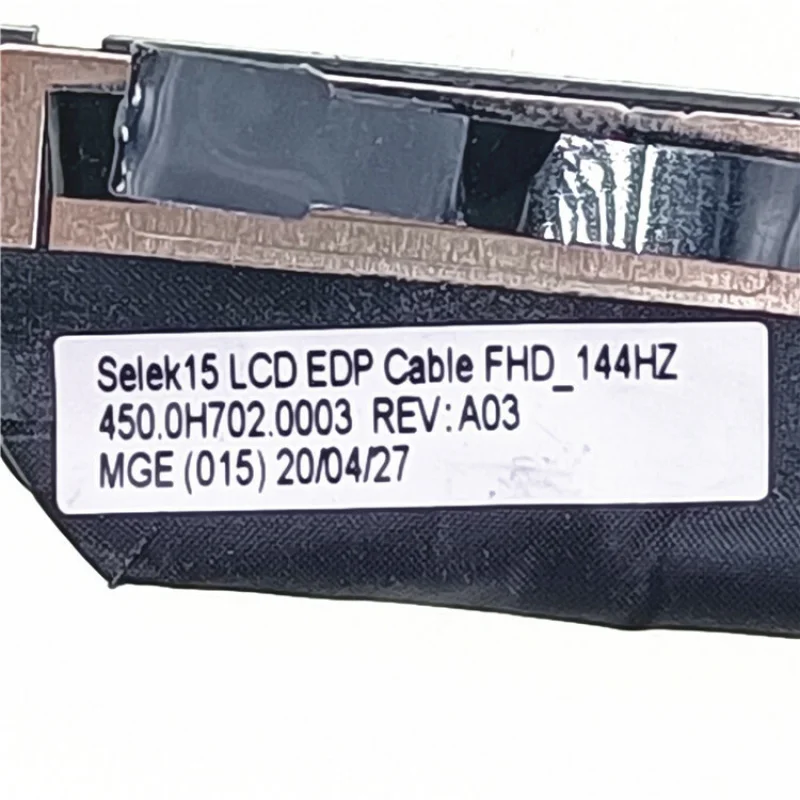 Selek15 LCD EDP Cable FHD_144HZ
450.0H702.0003 REV:A03
MGE (015) 20/04/27